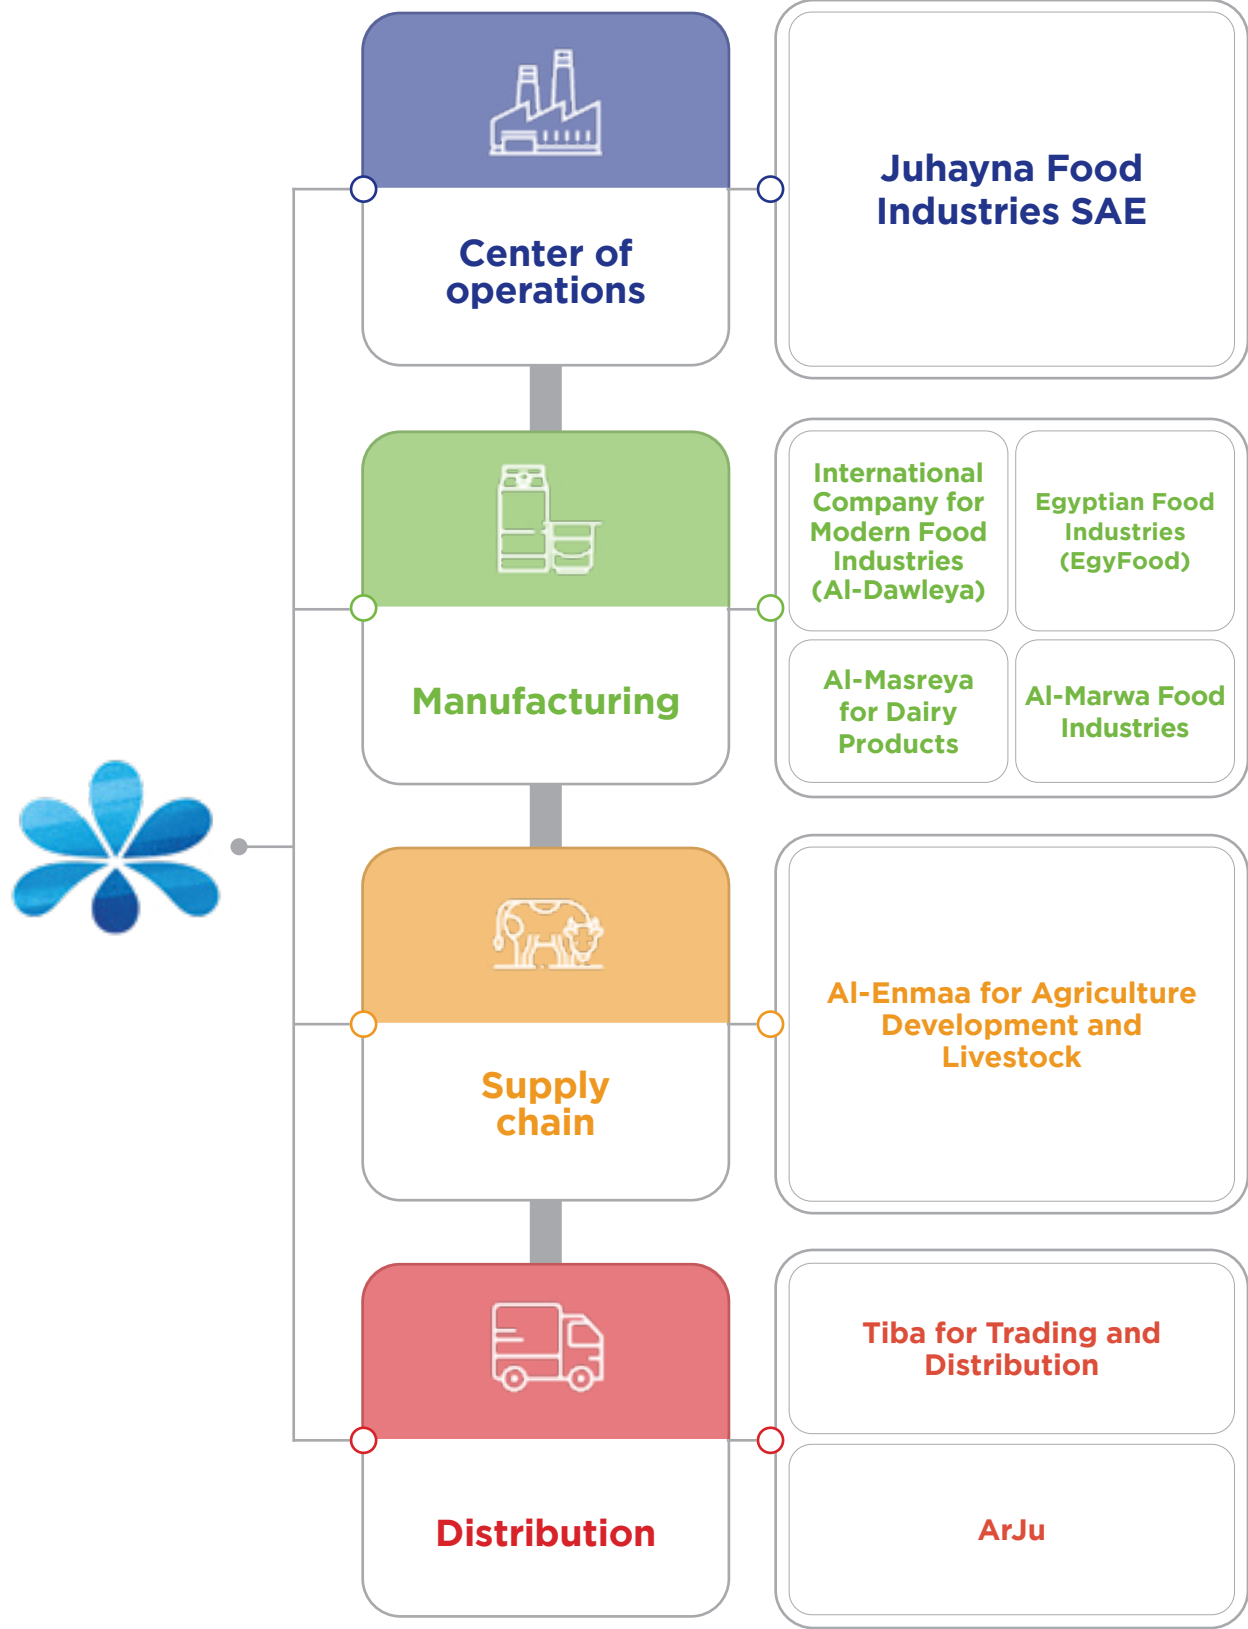 Center of
operations
Juhayna Food
Industries SAE
Manufacturing
International
Company for
Modern Food
Industries
(Al-Dawleya)
Egyptian Food
Industries
(EgyFood)
Al-Masreya
for Dairy
Products
Al-Marwa Food
Industries
Supply
chain
Al-Enmaa for Agriculture
Development and
Livestock
Distribution
Tiba for Trading and
Distribution
ArJu